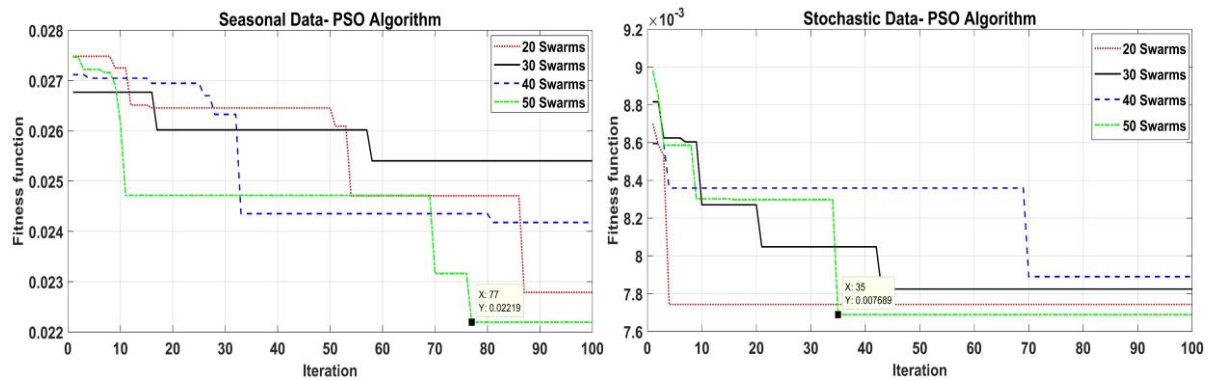 Seasonal Data- PSO Algorithm
0.028
0.027
0.026
0.025
0.024
0.023
0.022
Fitness function
20 Swarms
30 Swarms
40 Swarms
50 Swarms
X: 77
Y: 0.02219
0 10 20 30 40 50 60 70 80 90 100
Iteration
Stochastic Data- PSO Algorithm
×10-3
9.2
9
8.8
8.6
8.4
8.2
8
7.8
7.6
Fitness function
20 Swarms
30 Swarms
40 Swarms
50 Swarms
X: 35
Y: 0.007689
0 10 20 30 40 50 60 70 80 90 100
Iteration